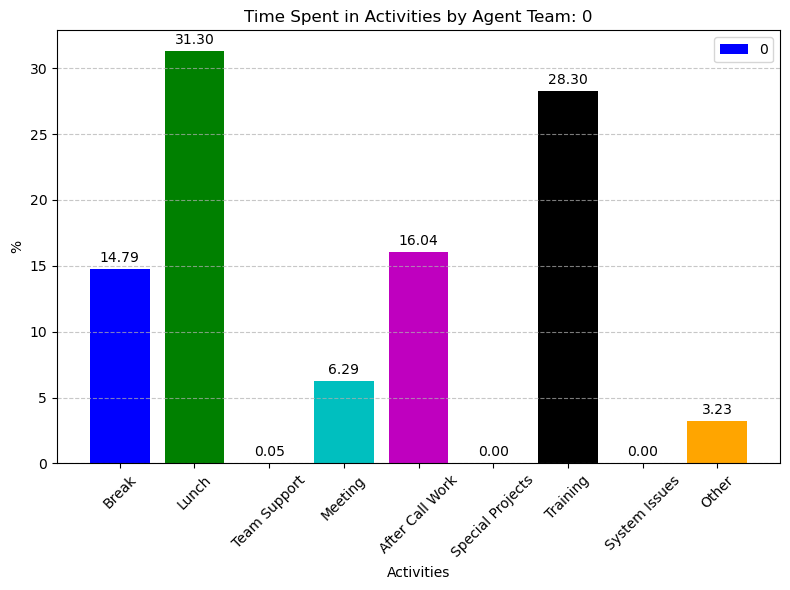 Time Spent in Activities by Agent Team: 0
0
31.30
28.30
14.79
16.04
6.29
3.23
0.05
0.00
0.00
30
25
20
15
10
5
0
%
Break
Lunch
Team Support
Meeting
After Call Work
Special Projects
Training
System Issues
Other
Activities